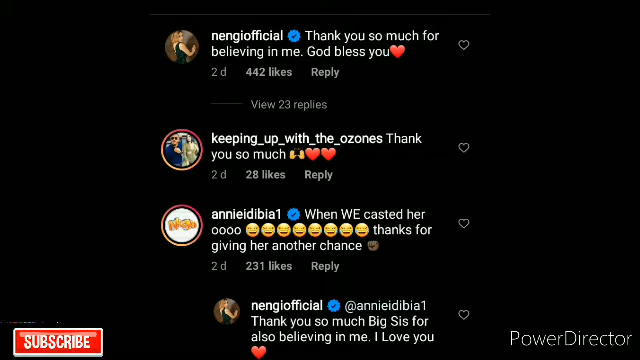 nengiofficial Thank you so much for
believing in me. God bless you❤️
2 d 442 likes Reply
View 23 replies
keeping_up_with_the_ozones Thank
you so much 🙌❤️❤️
2 d 28 likes Reply
annieidibia1 When WE casted her
oooo 😅😅😅😅😅😅😅😅 thanks for
giving her another chance ✊🏿
2 d 231 likes Reply
nengiofficial @annieidibia1
Thank you so much Big Sis for
also believing in me. I Love you
❤️
SUBSCRIBE
PowerDirector